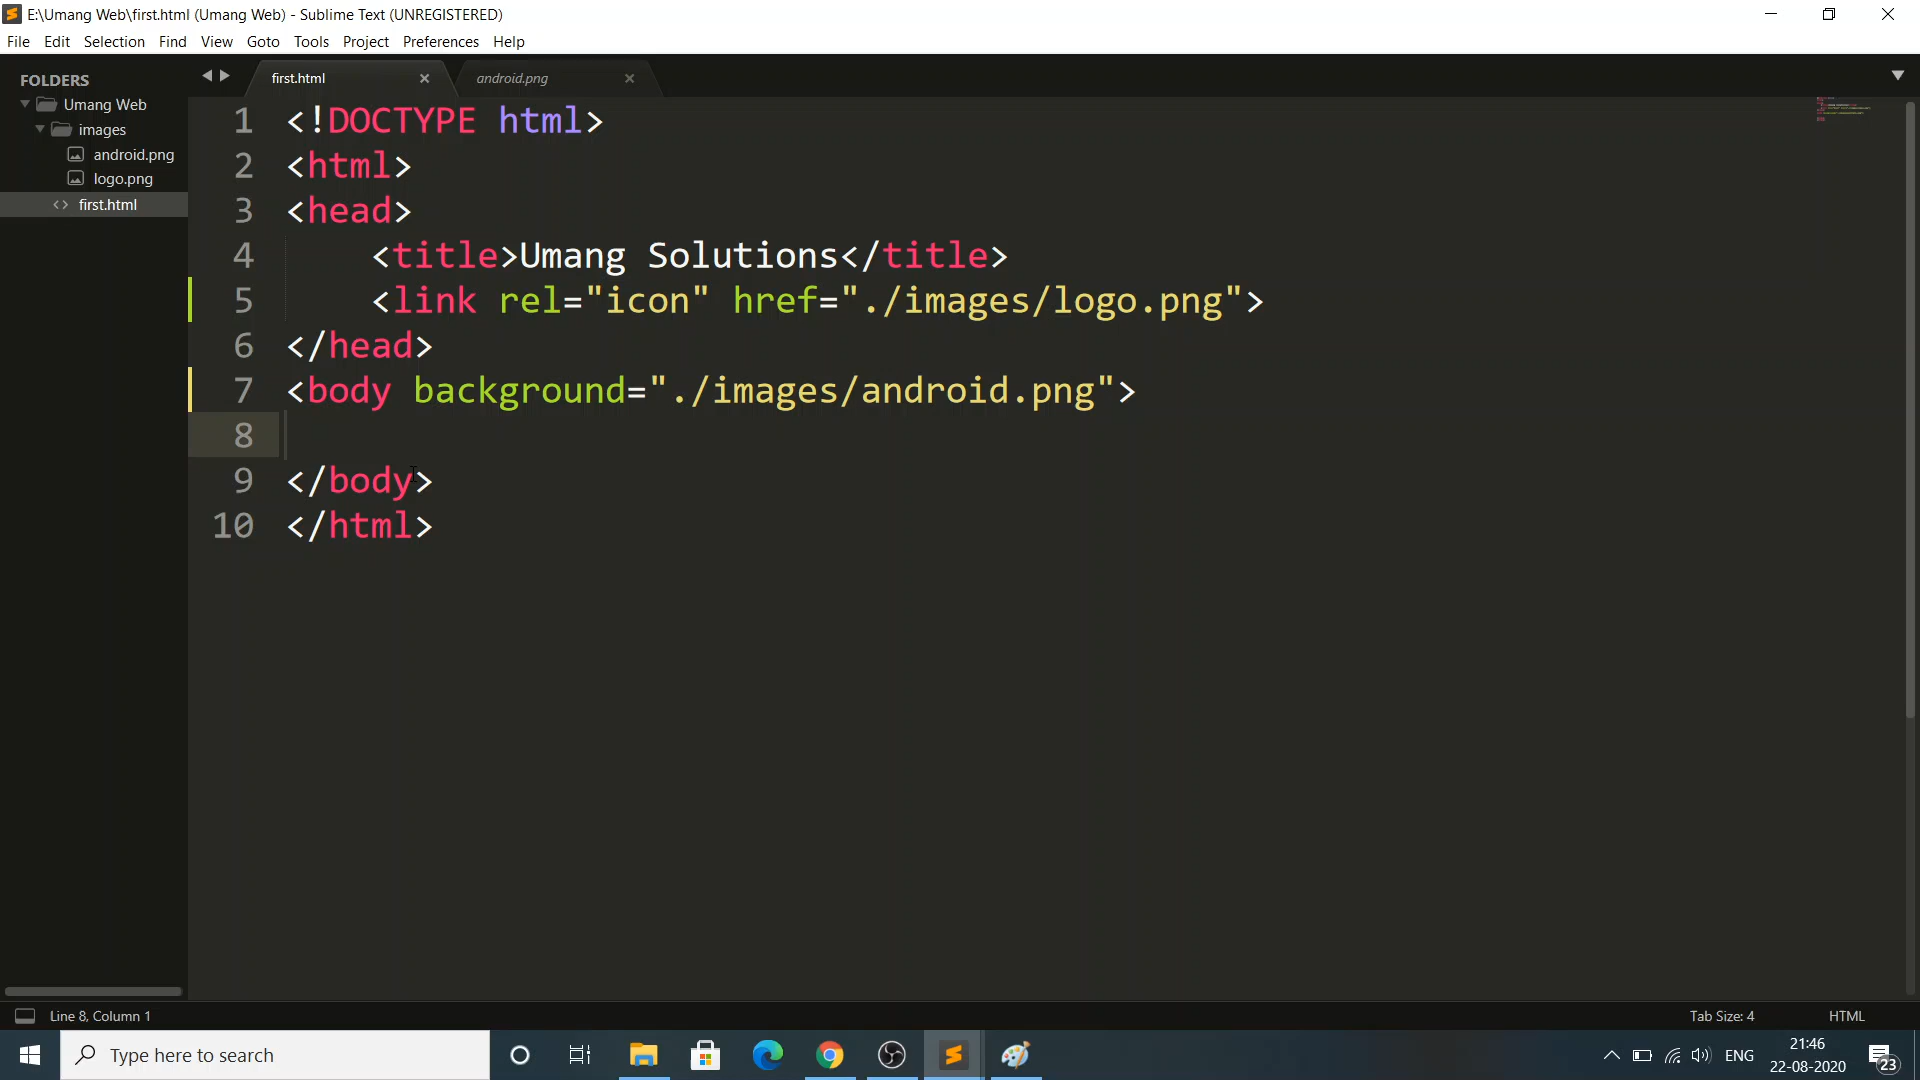 E:\Umang Web\first.html (Umang Web) - Sublime Text (UNREGISTERED)
File Edit Selection Find View Goto Tools Project Preferences Help
FOLDERS
Umang Web
images
android.png
logo.png
first.html
first.html android.png
1 <!DOCTYPE html>
2 <html>
3 <head>
4 <title>Umang Solutions</title>
5 <link rel="icon" href="./images/logo.png">
6 </head>
7 <body background="./images/android.png">
8
9 </body>
10 </html>
Line 8, Column 1 Tab Size: 4 HTML
Type here to search ENG 21:46
22-08-2020 23